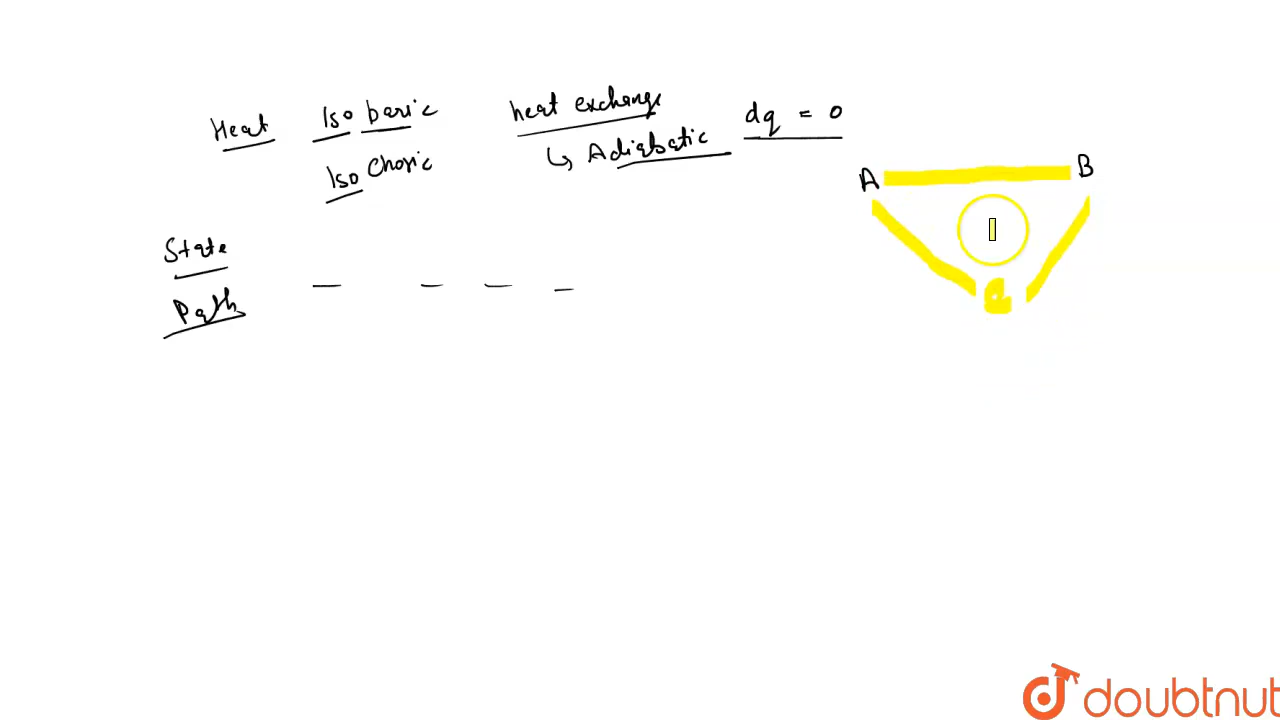 Heat Iso baric heat exchange dq = 0
Iso Choric ↳ Adiabatic
A B
State
Path
C
doubtnut